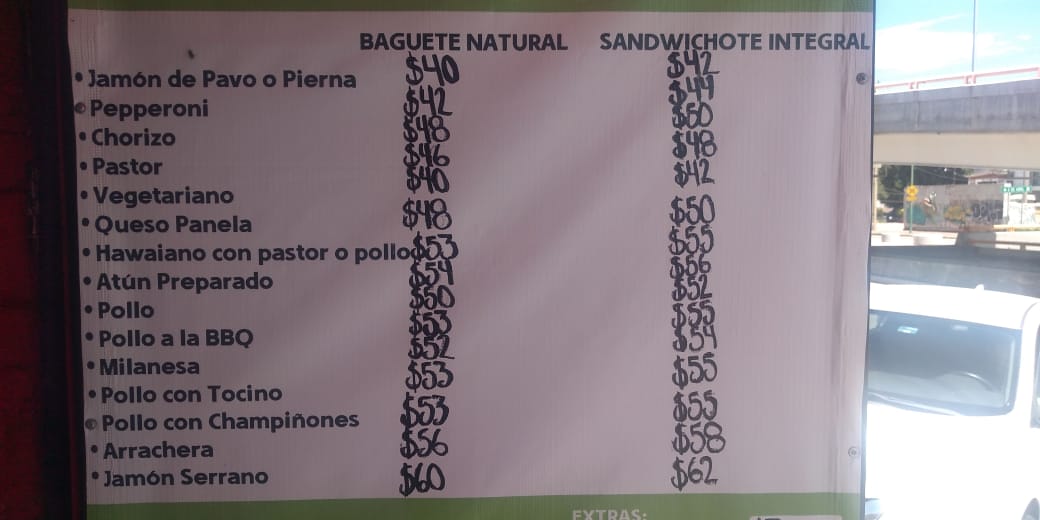 BAGUETE NATURAL SANDWICHOTE INTEGRAL
• Jamón de Pavo o Pierna $40 $42
• Pepperoni $42 $44
• Chorizo $48 $50
• Pastor $46 $48
• Vegetariano $40 $42
• Queso Panela $48 $50
• Hawaiano con pastor o pollo $53 $55
• Atún Preparado $54 $56
• Pollo $50 $52
• Pollo a la BBQ $53 $55
• Milanesa $52 $54
• Pollo con Tocino $53 $55
• Pollo con Champiñones $53 $55
• Arrachera $56 $58
• Jamón Serrano $60 $62
EXTRAS: